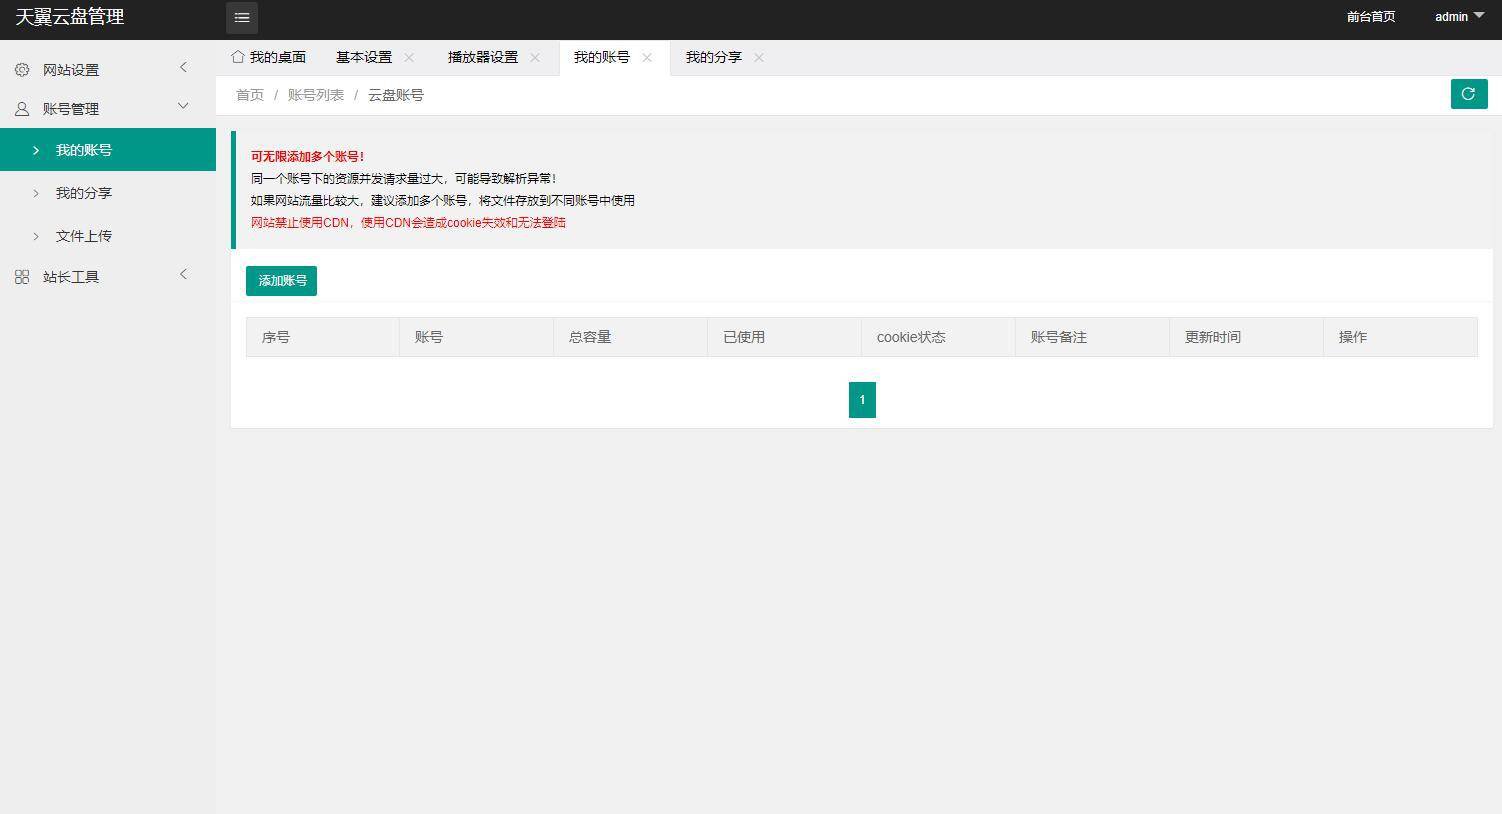 天翼云盘管理
前台首页
admin
网站设置
账号管理
我的账号
我的分享
文件上传
站长工具
我的桌面
基本设置
播放器设置
我的账号
我的分享
首页 / 账号列表 / 云盘账号
可无限添加多个账号！
同一个账号下的资源并发请求量过大，可能导致解析异常！
如果网站流量比较大，建议添加多个账号，将文件存放到不同账号中使用
网站禁止使用CDN，使用CDN会造成cookie失效和无法登陆
添加账号
序号 账号 总容量 已使用 cookie状态 账号备注 更新时间 操作
1